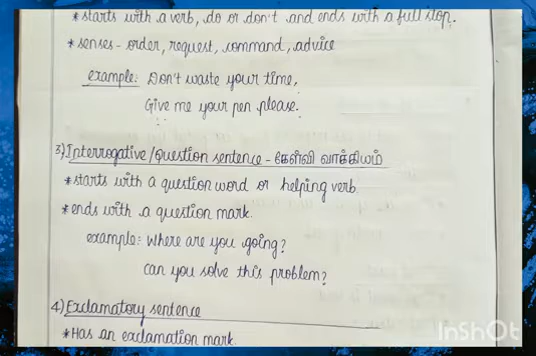 * starts with a verb, do or don't and ends with a full stop.
* senses - order, request, command, advice
example: Don't waste your time.
Give me your pen please.
3) Interrogative/Question sentence - கேள்வி வாக்கியம்
* starts with a question word or helping verb.
* ends with a question mark.
example: Where are you going?
can you solve this problem?
4) Exclamatory sentence
* Has an exclamation mark.
InShOt